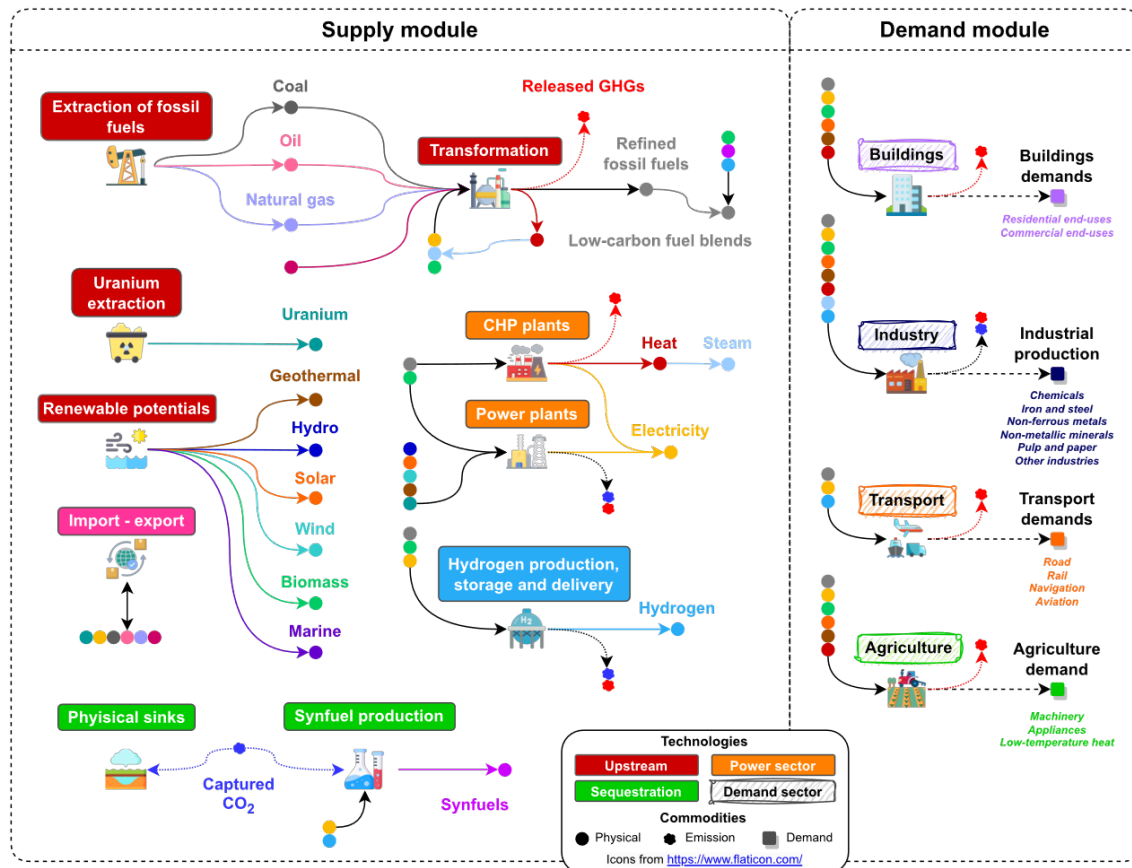 Supply module
Demand module
Extraction of fossil
fuels
Coal
Oil
Natural gas
Released GHGs
Transformation
Refined
fossil fuels
Low-carbon fuel blends
Uranium
extraction
Uranium
CHP plants
Heat
Steam
Geothermal
Renewable potentials
Hydro
Power plants
Electricity
Solar
Import - export
Wind
Hydrogen production,
storage and delivery
Biomass
Hydrogen
Marine
H2
Phyisical sinks
Synfuel production
Captured
CO2
Synfuels
Buildings
Buildings
demands
Residential end-uses
Commercial end-uses
Industry
Industrial
production
Chemicals
Iron and steel
Non-ferrous metals
Non-metallic minerals
Pulp and paper
Other industries
Transport
Transport
demands
Road
Rail
Navigation
Aviation
Agriculture
Agriculture
demand
Machinery
Appliances
Low-temperature heat
Technologies
Upstream
Power sector
Sequestration
Demand sector
Commodities
Physical
Emission
Demand
Icons from https://www.flaticon.com/